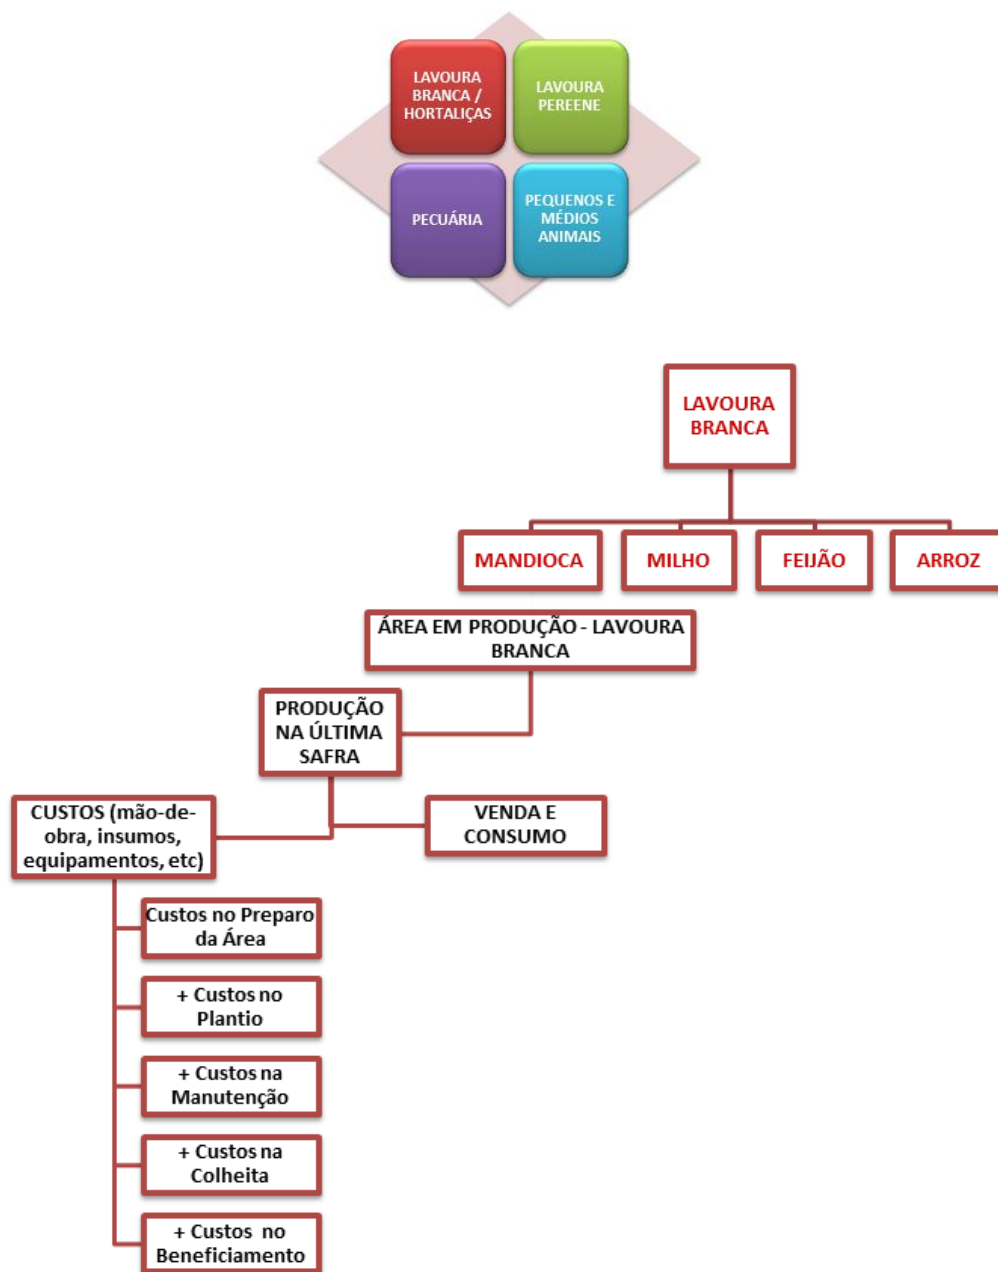 LAVOURA
BRANCA /
HORTALIÇAS
LAVOURA
PEREENE
PECUÁRIA
PEQUENOS E
MÉDIOS
ANIMAIS
LAVOURA
BRANCA
MANDIOCA
MILHO
FEIJÃO
ARROZ
ÁREA EM PRODUÇÃO - LAVOURA
BRANCA
PRODUÇÃO
NA ÚLTIMA
SAFRA
CUSTOS (mão-de-
obra, insumos,
equipamentos, etc)
VENDA E
CONSUMO
Custos no Preparo
da Área
+ Custos no
Plantio
+ Custos na
Manutenção
+ Custos na
Colheita
+ Custos no
Beneficiamento